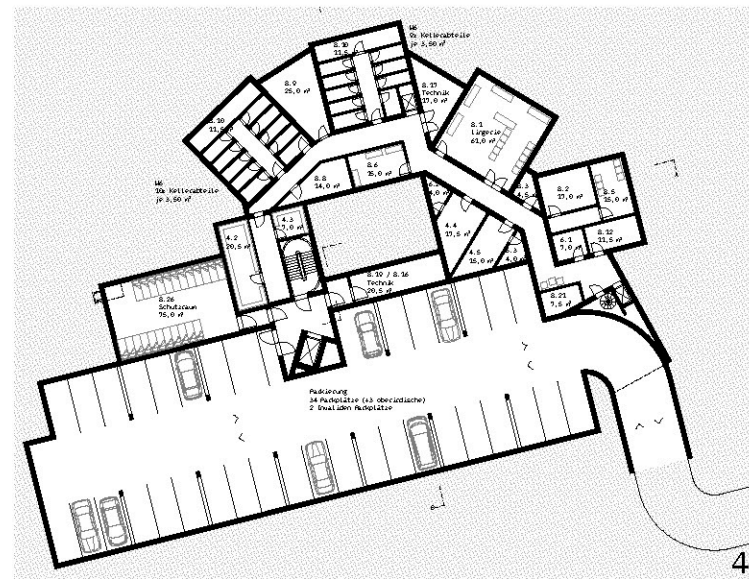 W6
9x Kellerabteile
je 3,50 m²
8.10
11,5 m²
8.9
25,0 m²
8.17
Technik
17,0 m²
8.1
Lingerie
61,0 m²
8.10
11,5 m²
W6
10x Kellerabteile
je 3,50 m²
8.8
14,0 m²
8.6
15,0 m²
8.3
4,5 m²
8.2
17,0 m²
8.5
15,0 m²
4.3
7,0 m²
4.2
20,5 m²
4.4
17,5 m²
4.5
15,0 m²
6.1
7,0 m²
8.12
11,5 m²
8.19 / 8.16
Technik
20,5 m²
8.26
Schutzraum
75,0 m²
8.21
7,5 m²
Parkierung
34 Parkplätze (+3 oberirdische)
2 Invaliden Parkplätze
4